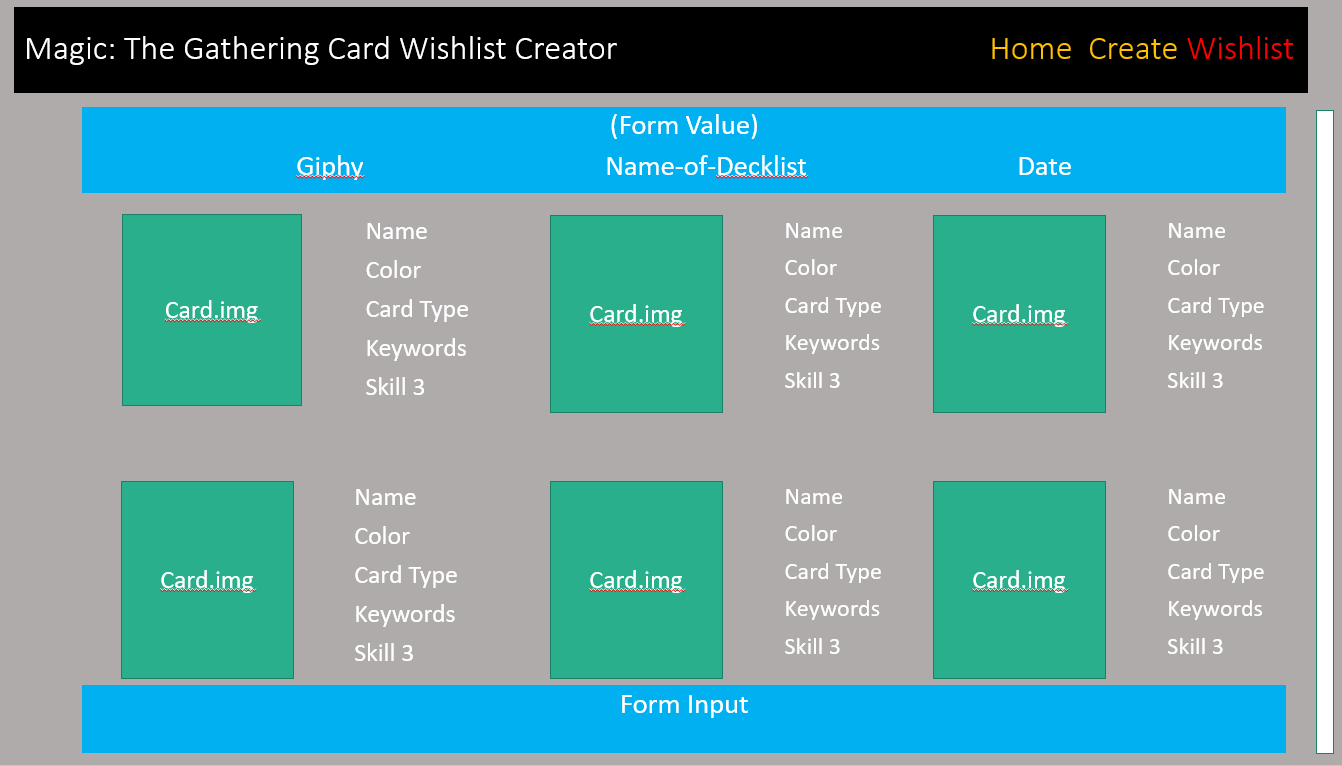 Magic: The Gathering Card Wishlist Creator
Home Create Wishlist
(Form Value)
Giphy
Name-of-Decklist
Date
Card.img
Name
Color
Card Type
Keywords
Skill 3
Card.img
Name
Color
Card Type
Keywords
Skill 3
Card.img
Name
Color
Card Type
Keywords
Skill 3
Card.img
Name
Color
Card Type
Keywords
Skill 3
Card.img
Name
Color
Card Type
Keywords
Skill 3
Card.img
Name
Color
Card Type
Keywords
Skill 3
Form Input